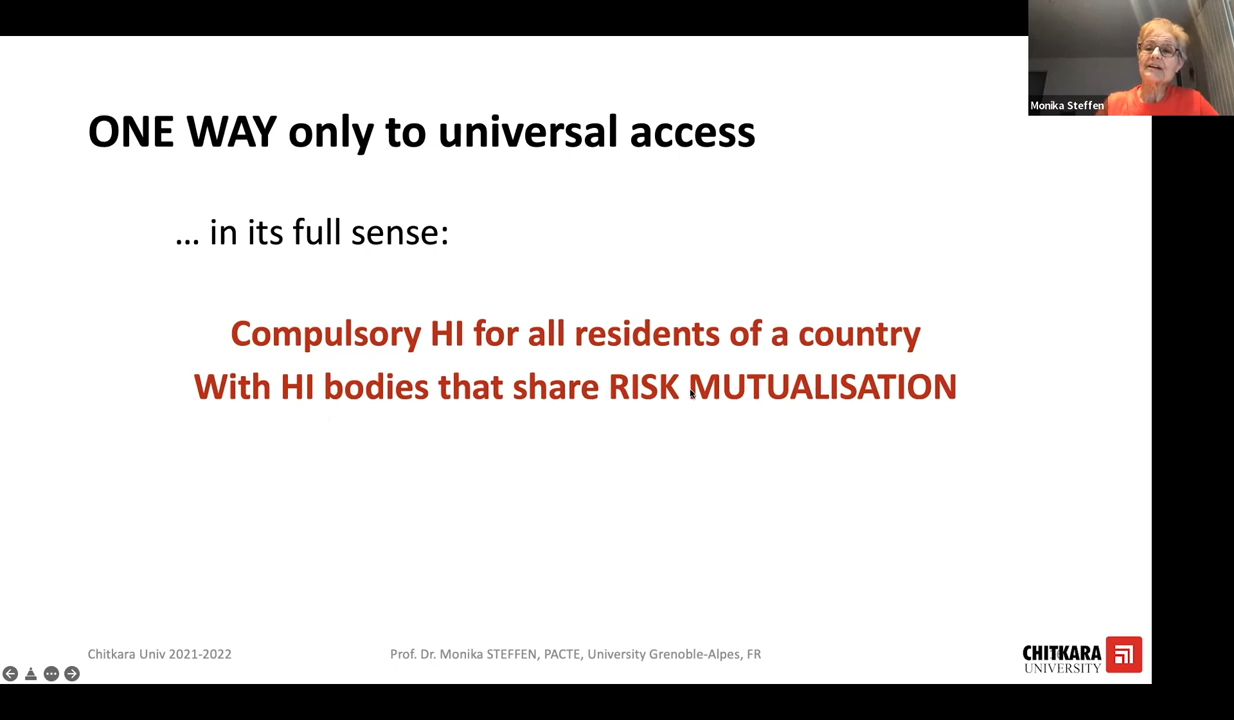 Monika Steffen
ONE WAY only to universal access
... in its full sense:
Compulsory HI for all residents of a country
With HI bodies that share RISK MUTUALISATION
Chitkara Univ 2021-2022
Prof. Dr. Monika STEFFEN, PACTE, University Grenoble-Alpes, FR
CHITKARA
UNIVERSITY